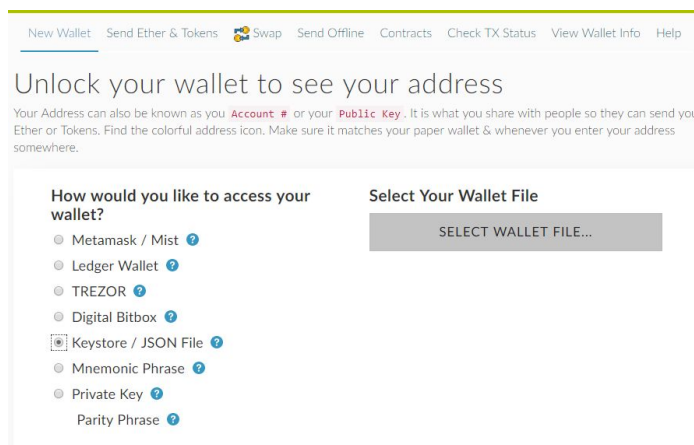 New Wallet Send Ether & Tokens Swap Send Offline Contracts Check TX Status View Wallet Info Help
Unlock your wallet to see your address
Your Address can also be known as you Account # or your Public Key. It is what you share with people so they can send you
Ether or Tokens. Find the colorful address icon. Make sure it matches your paper wallet & whenever you enter your address
somewhere.
How would you like to access your
wallet?
Metamask / Mist ?
Ledger Wallet ?
TREZOR ?
Digital Bitbox ?
Keystore / JSON File ?
Mnemonic Phrase ?
Private Key ?
Parity Phrase ?
Select Your Wallet File
SELECT WALLET FILE...